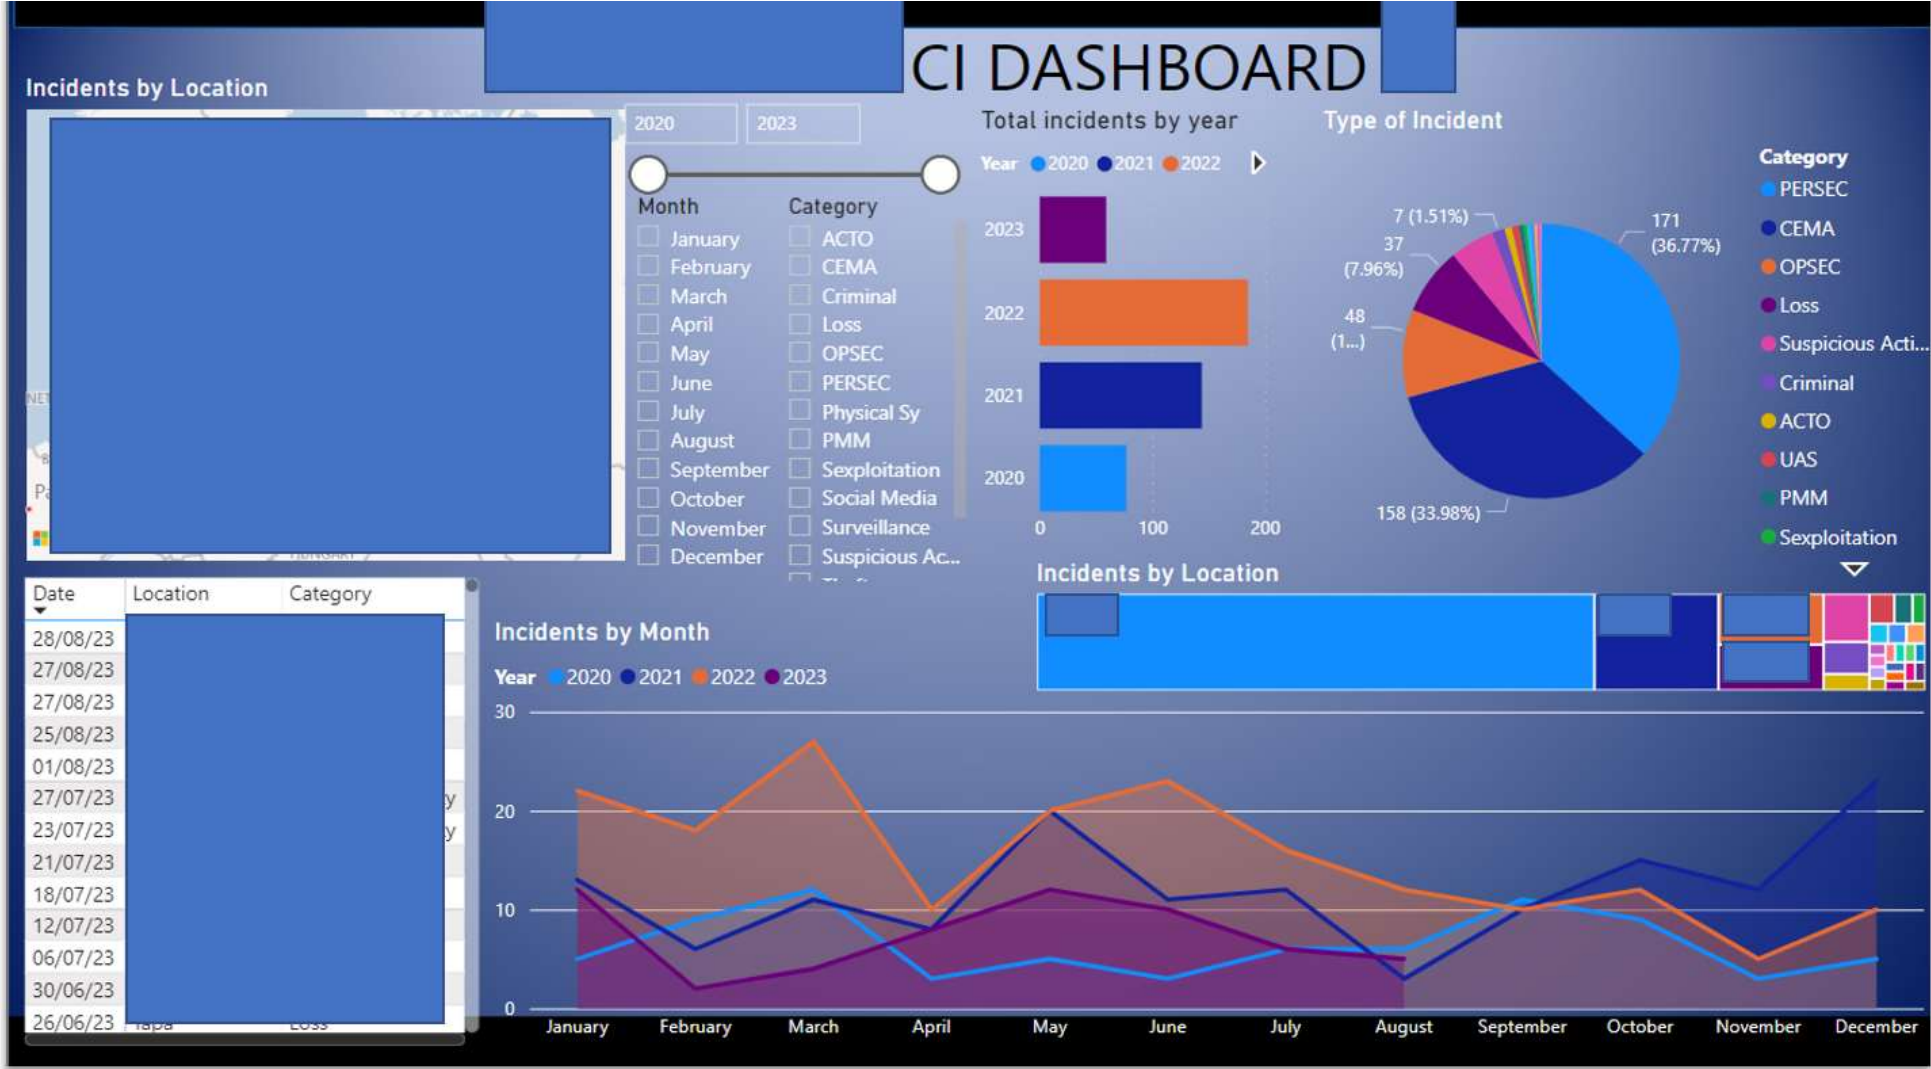 CI DASHBOARD
Incidents by Location
2020
2023
Month
January
February
March
April
May
June
July
August
September
October
November
December
Category
ACTO
CEMA
Criminal
Loss
OPSEC
PERSEC
Physical Sy
PMM
Sexploitation
Social Media
Surveillance
Suspicious Ac...
Total incidents by year
Year 2020 2021 2022
2023
2022
2021
2020
0 100 200
Type of Incident
7 (1.51%)
37
(7.96%)
48
(1...)
171
(36.77%)
158 (33.98%)
Category
PERSEC
CEMA
OPSEC
Loss
Suspicious Acti...
Criminal
ACTO
UAS
PMM
Sexploitation
Incidents by Location
Date Location Category
28/08/23
27/08/23
27/08/23
25/08/23
01/08/23
27/07/23 y
23/07/23 y
21/07/23
18/07/23
12/07/23
06/07/23
30/06/23
26/06/23
Incidents by Month
Year 2020 2021 2022 2023
30
20
10
0
January February March April May June July August September October November December